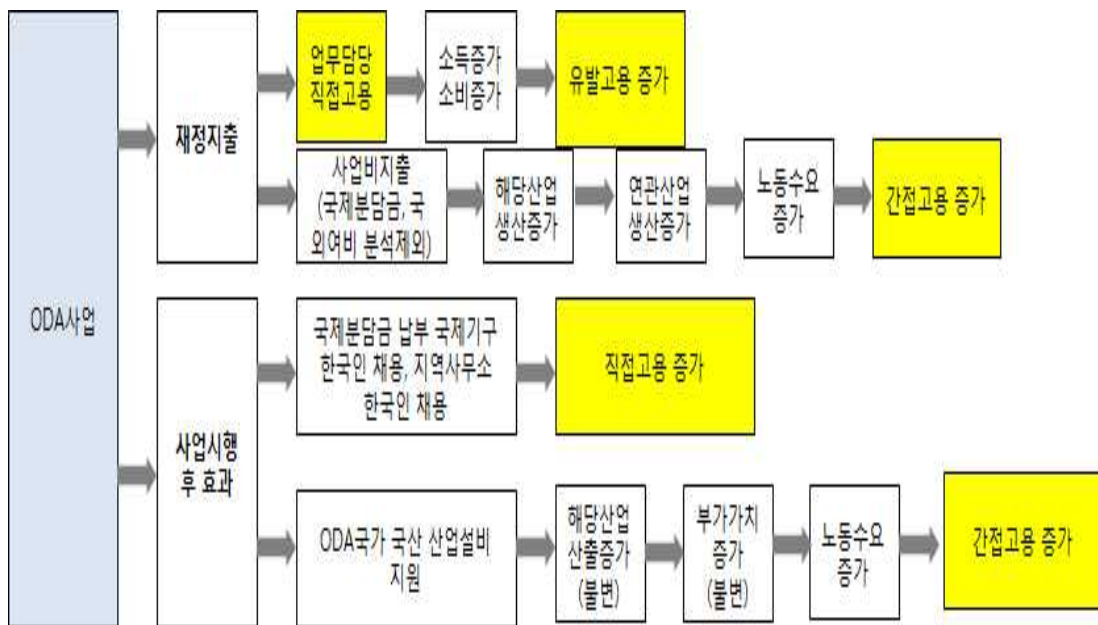 ODA사업
재정지출
업무담당
직접고용
소득증가
소비증가
유발고용 증가
사업비지출
(국제분담금, 국
외여비 분석제외)
해당산업
생산증가
연관산업
생산증가
노동수요
증가
간접고용 증가
사업시행
후 효과
국제분담금 납부 국제기구
한국인 채용, 지역사무소
한국인 채용
직접고용 증가
ODA국가 국산 산업설비
지원
해당산업
산출증가
(불변)
부가가치
증가
(불변)
노동수요
증가
간접고용 증가